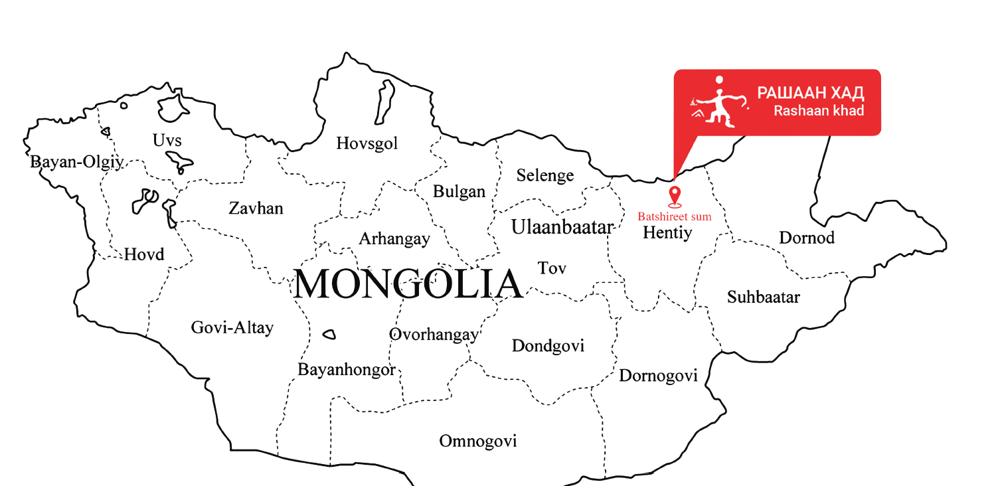 РАШААН ХАД
Rashaan khad
Uvs
Hovsgol
Bayan-Olgiy
Selenge
Bulgan
Zavhan
Batshireet sum
Ulaanbaatar
Hentiy
Arhangay
Dornod
Hovd
Tov
MONGOLIA
Suhbaatar
Govi-Altay
Ovorhangay
Dondgovi
Bayanhongor
Dornogovi
Omnogovi